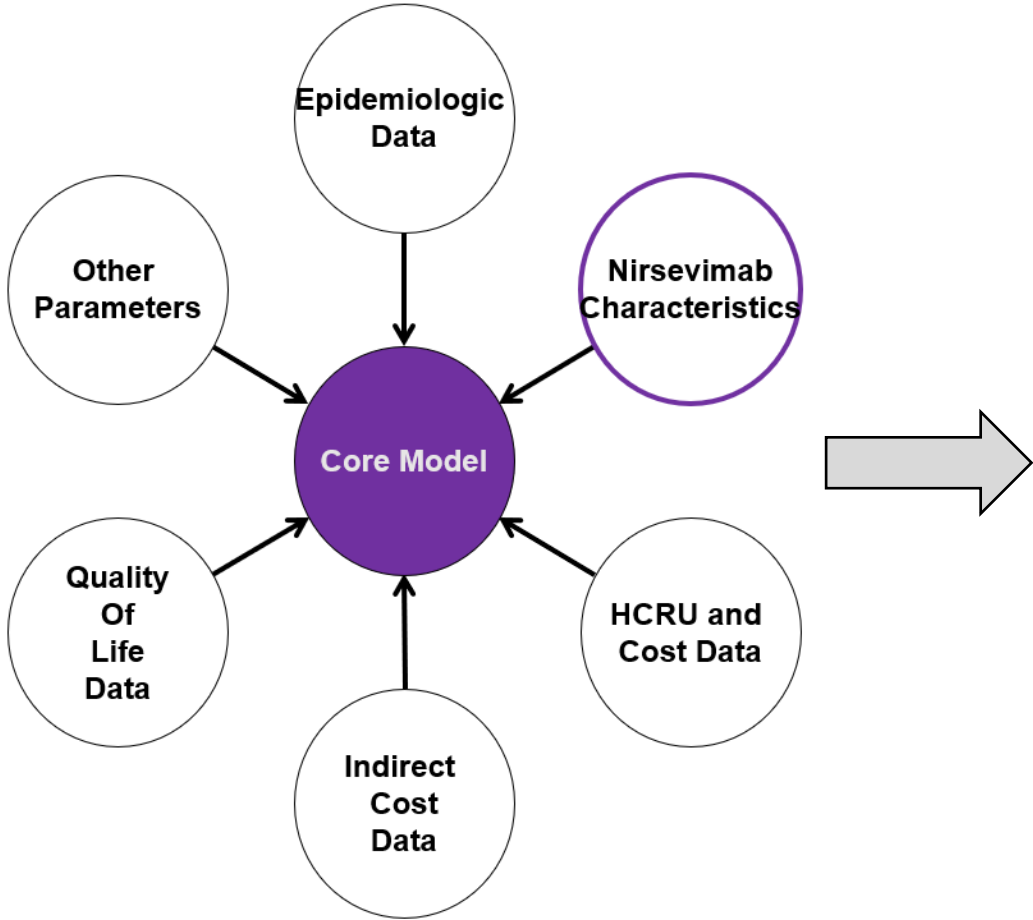 Epidemiologic
Data
Other
Parameters
Nirsevimab
Characteristics
Core Model
Quality
Of
Life
Data
HCRU and
Cost Data
Indirect
Cost
Data